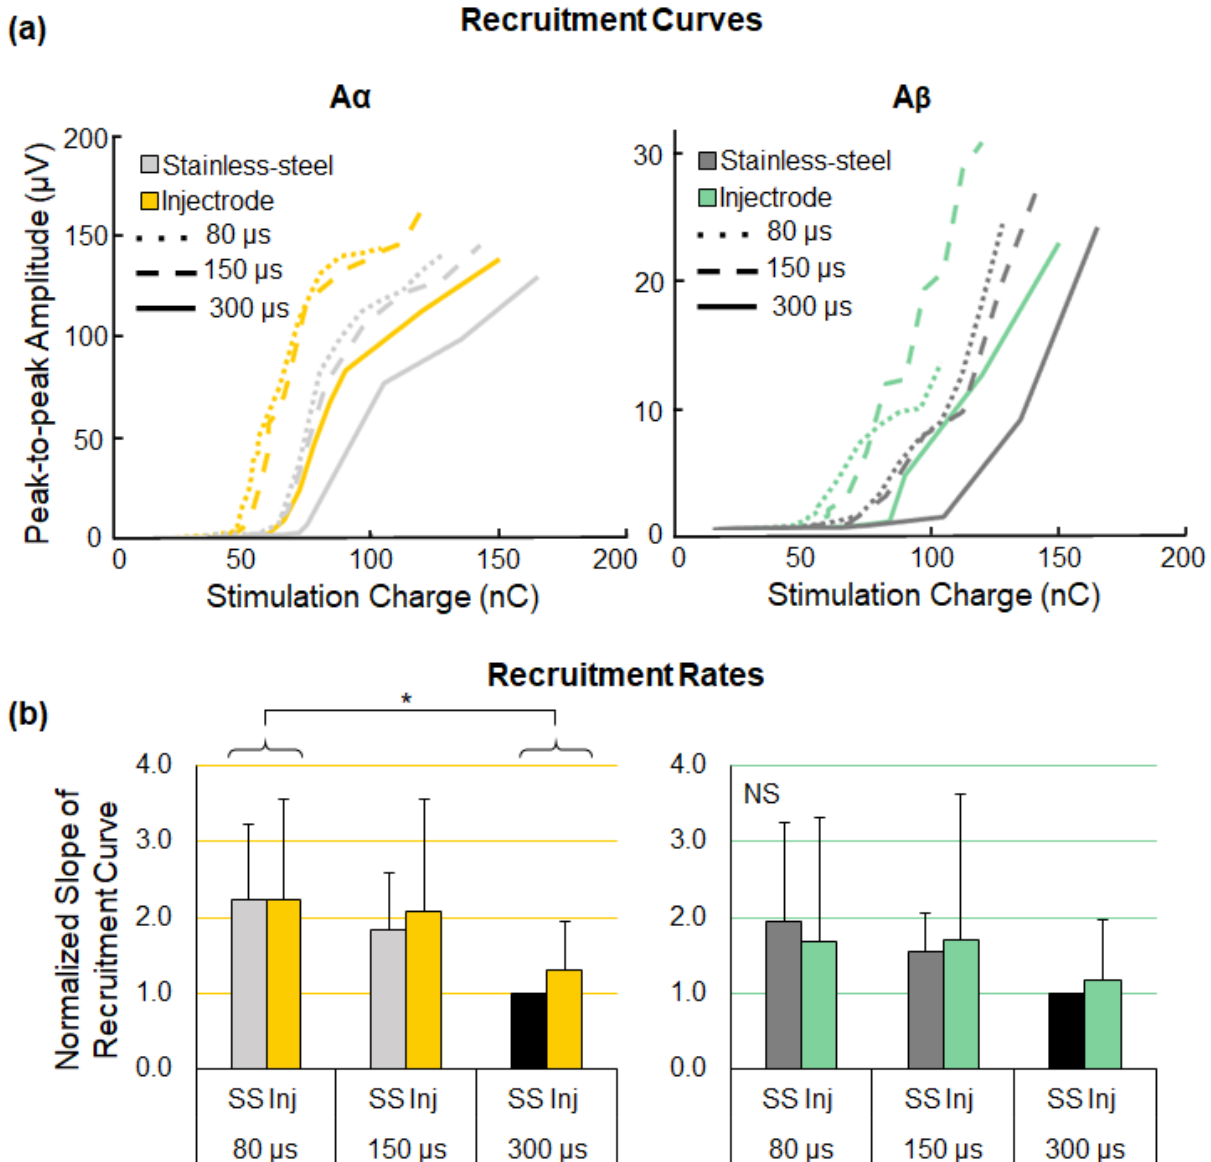 (a)
Recruitment Curves
Aα
Aβ
Peak-to-peak Amplitude (µV)
200
150
100
50
0
Stainless-steel
Injectrode
80 µs
150 µs
300 µs
0 50 100 150 200
Stimulation Charge (nC)
30
20
10
0
Stainless-steel
Injectrode
80 µs
150 µs
300 µs
0 50 100 150 200
Stimulation Charge (nC)
Recruitment Rates
(b)
*
Normalized Slope of
Recruitment Curve
4.0
3.0
2.0
1.0
0.0
SS Inj SS Inj SS Inj
80 µs 150 µs 300 µs
4.0
3.0
2.0
1.0
0.0
NS
SS Inj SS Inj SS Inj
80 µs 150 µs 300 µs